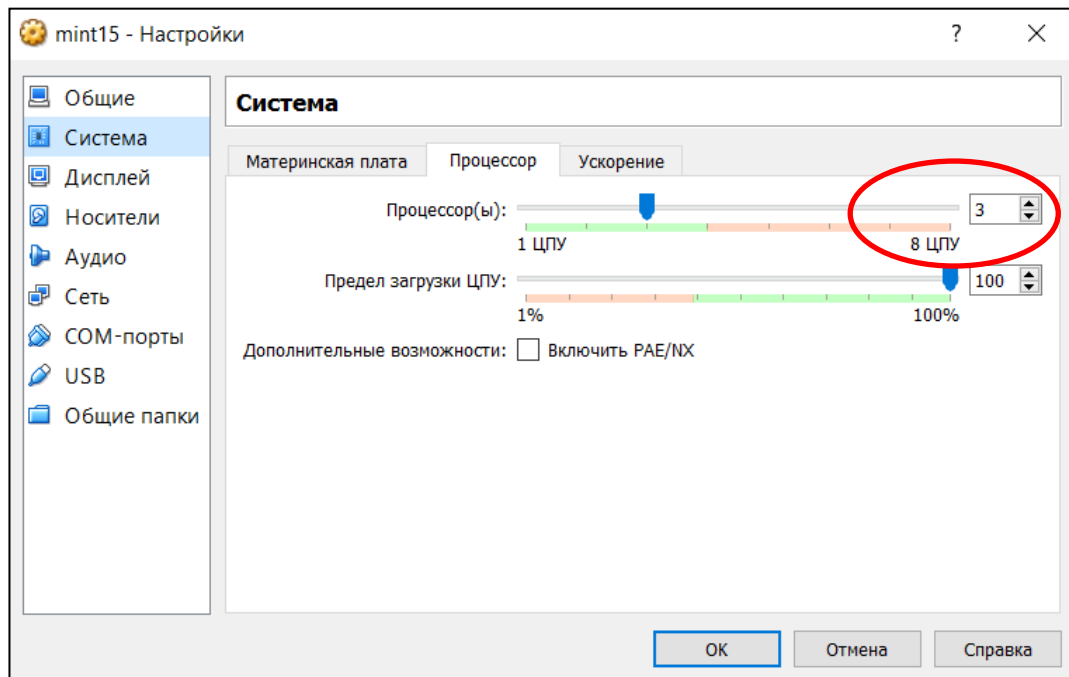 mint15 - Настройки
?
Общие
Система
Дисплей
Носители
Аудио
Сеть
COM-порты
USB
Общие папки
Система
Материнская плата
Процессор
Ускорение
Процессор(ы):
3
1 ЦПУ
8 ЦПУ
Предел загрузки ЦПУ:
100
1%
100%
Дополнительные возможности:
Включить PAE/NX
OK
Отмена
Справка